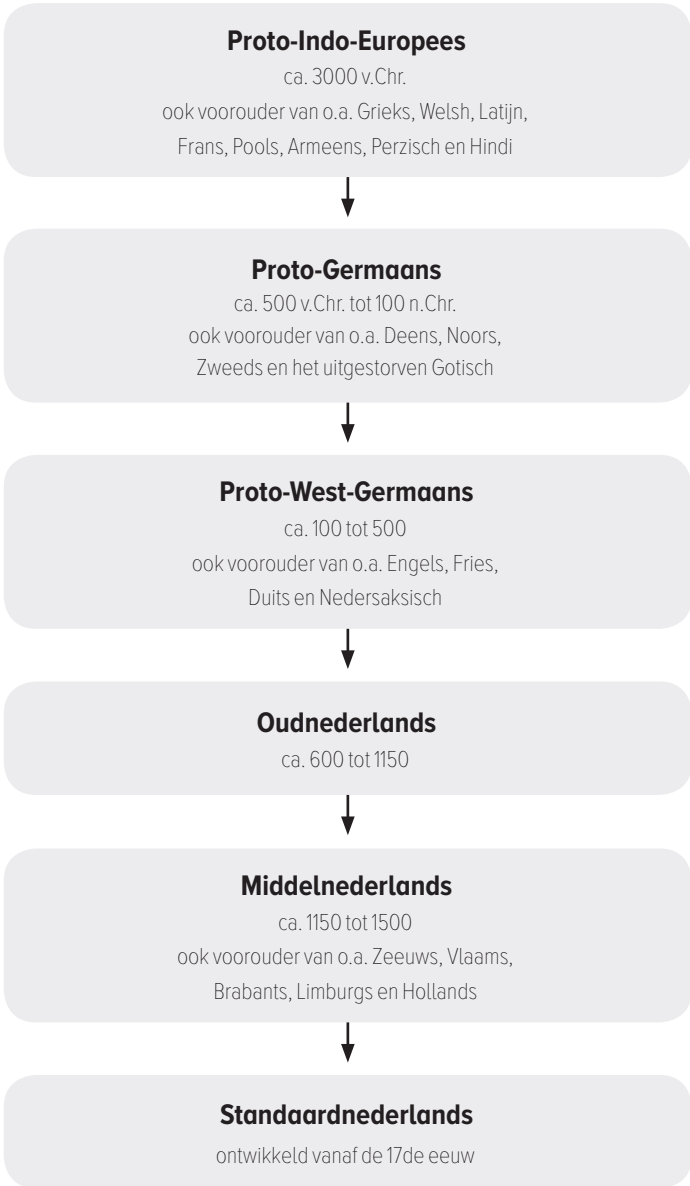 Proto-Indo-Europees
ca. 3000 v.Chr.
ook voorouder van o.a. Grieks, Welsh, Latijn,
Frans, Pools, Armeens, Perzisch en Hindi
Proto-Germaans
ca. 500 v.Chr. tot 100 n.Chr.
ook voorouder van o.a. Deens, Noors,
Zweeds en het uitgestorven Gotisch
Proto-West-Germaans
ca. 100 tot 500
ook voorouder van o.a. Engels, Fries,
Duits en Nedersaksisch
Oudnederlands
ca. 600 tot 1150
Middelnederlands
ca. 1150 tot 1500
ook voorouder van o.a. Zeeuws, Vlaams,
Brabants, Limburgs en Hollands
Standaardnederlands
ontwikkeld vanaf de 17de eeuw